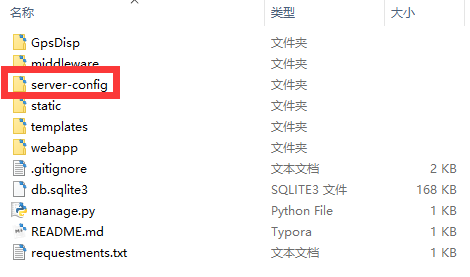 名称 类型 大小
GpsDisp 文件夹
middleware 文件夹
server-config 文件夹
static 文件夹
templates 文件夹
webapp 文件夹
.gitignore 文本文档 2 KB
db.sqlite3 SQLITE3 文件 168 KB
manage.py Python File 1 KB
README.md Typora 1 KB
requestments.txt 文本文档 1 KB